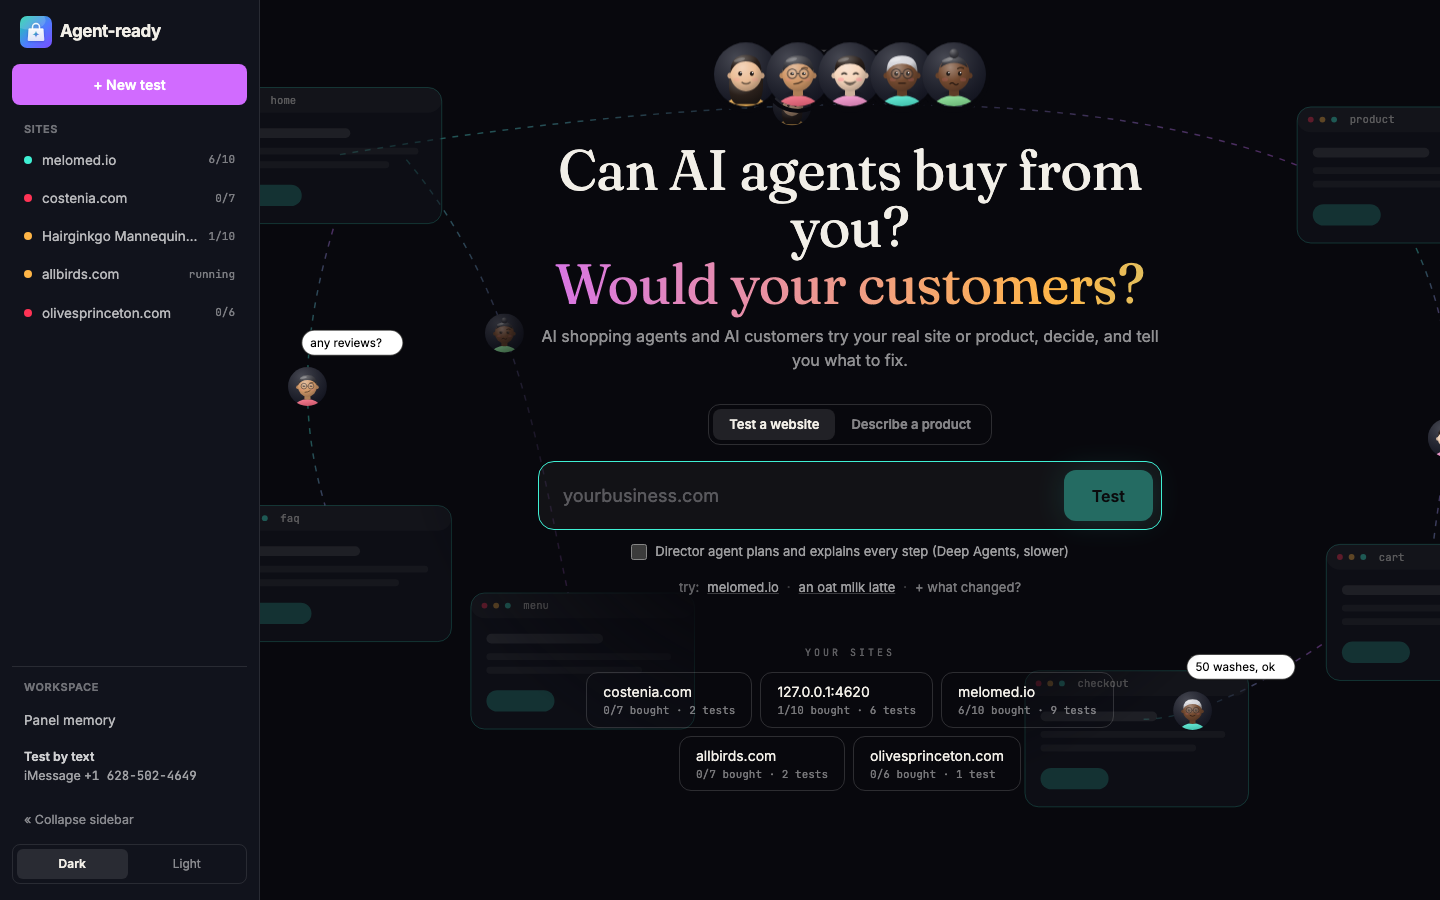 Agent-ready
+ New test
SITES
melomed.io 6/10
costenia.com 0/7
Hairginkgo Mannequin... 1/10
allbirds.com running
olivesprinceton.com 0/6
WORKSPACE
Panel memory
Test by text
iMessage +1 628-502-4649
« Collapse sidebar
Dark Light
home
product
Can AI agents buy from
you?
Would your customers?
AI shopping agents and AI customers try your real site or product, decide, and tell
you what to fix.
any reviews?
Test a website Describe a product
yourbusiness.com Test
Director agent plans and explains every step (Deep Agents, slower)
try: melomed.io · an oat milk latte · + what changed?
faq
cart
menu
YOUR SITES
50 washes, ok
checkout
costenia.com
0/7 bought · 2 tests
127.0.0.1:4620
1/10 bought · 6 tests
melomed.io
6/10 bought · 9 tests
allbirds.com
0/7 bought · 2 tests
olivesprinceton.com
0/6 bought · 1 test